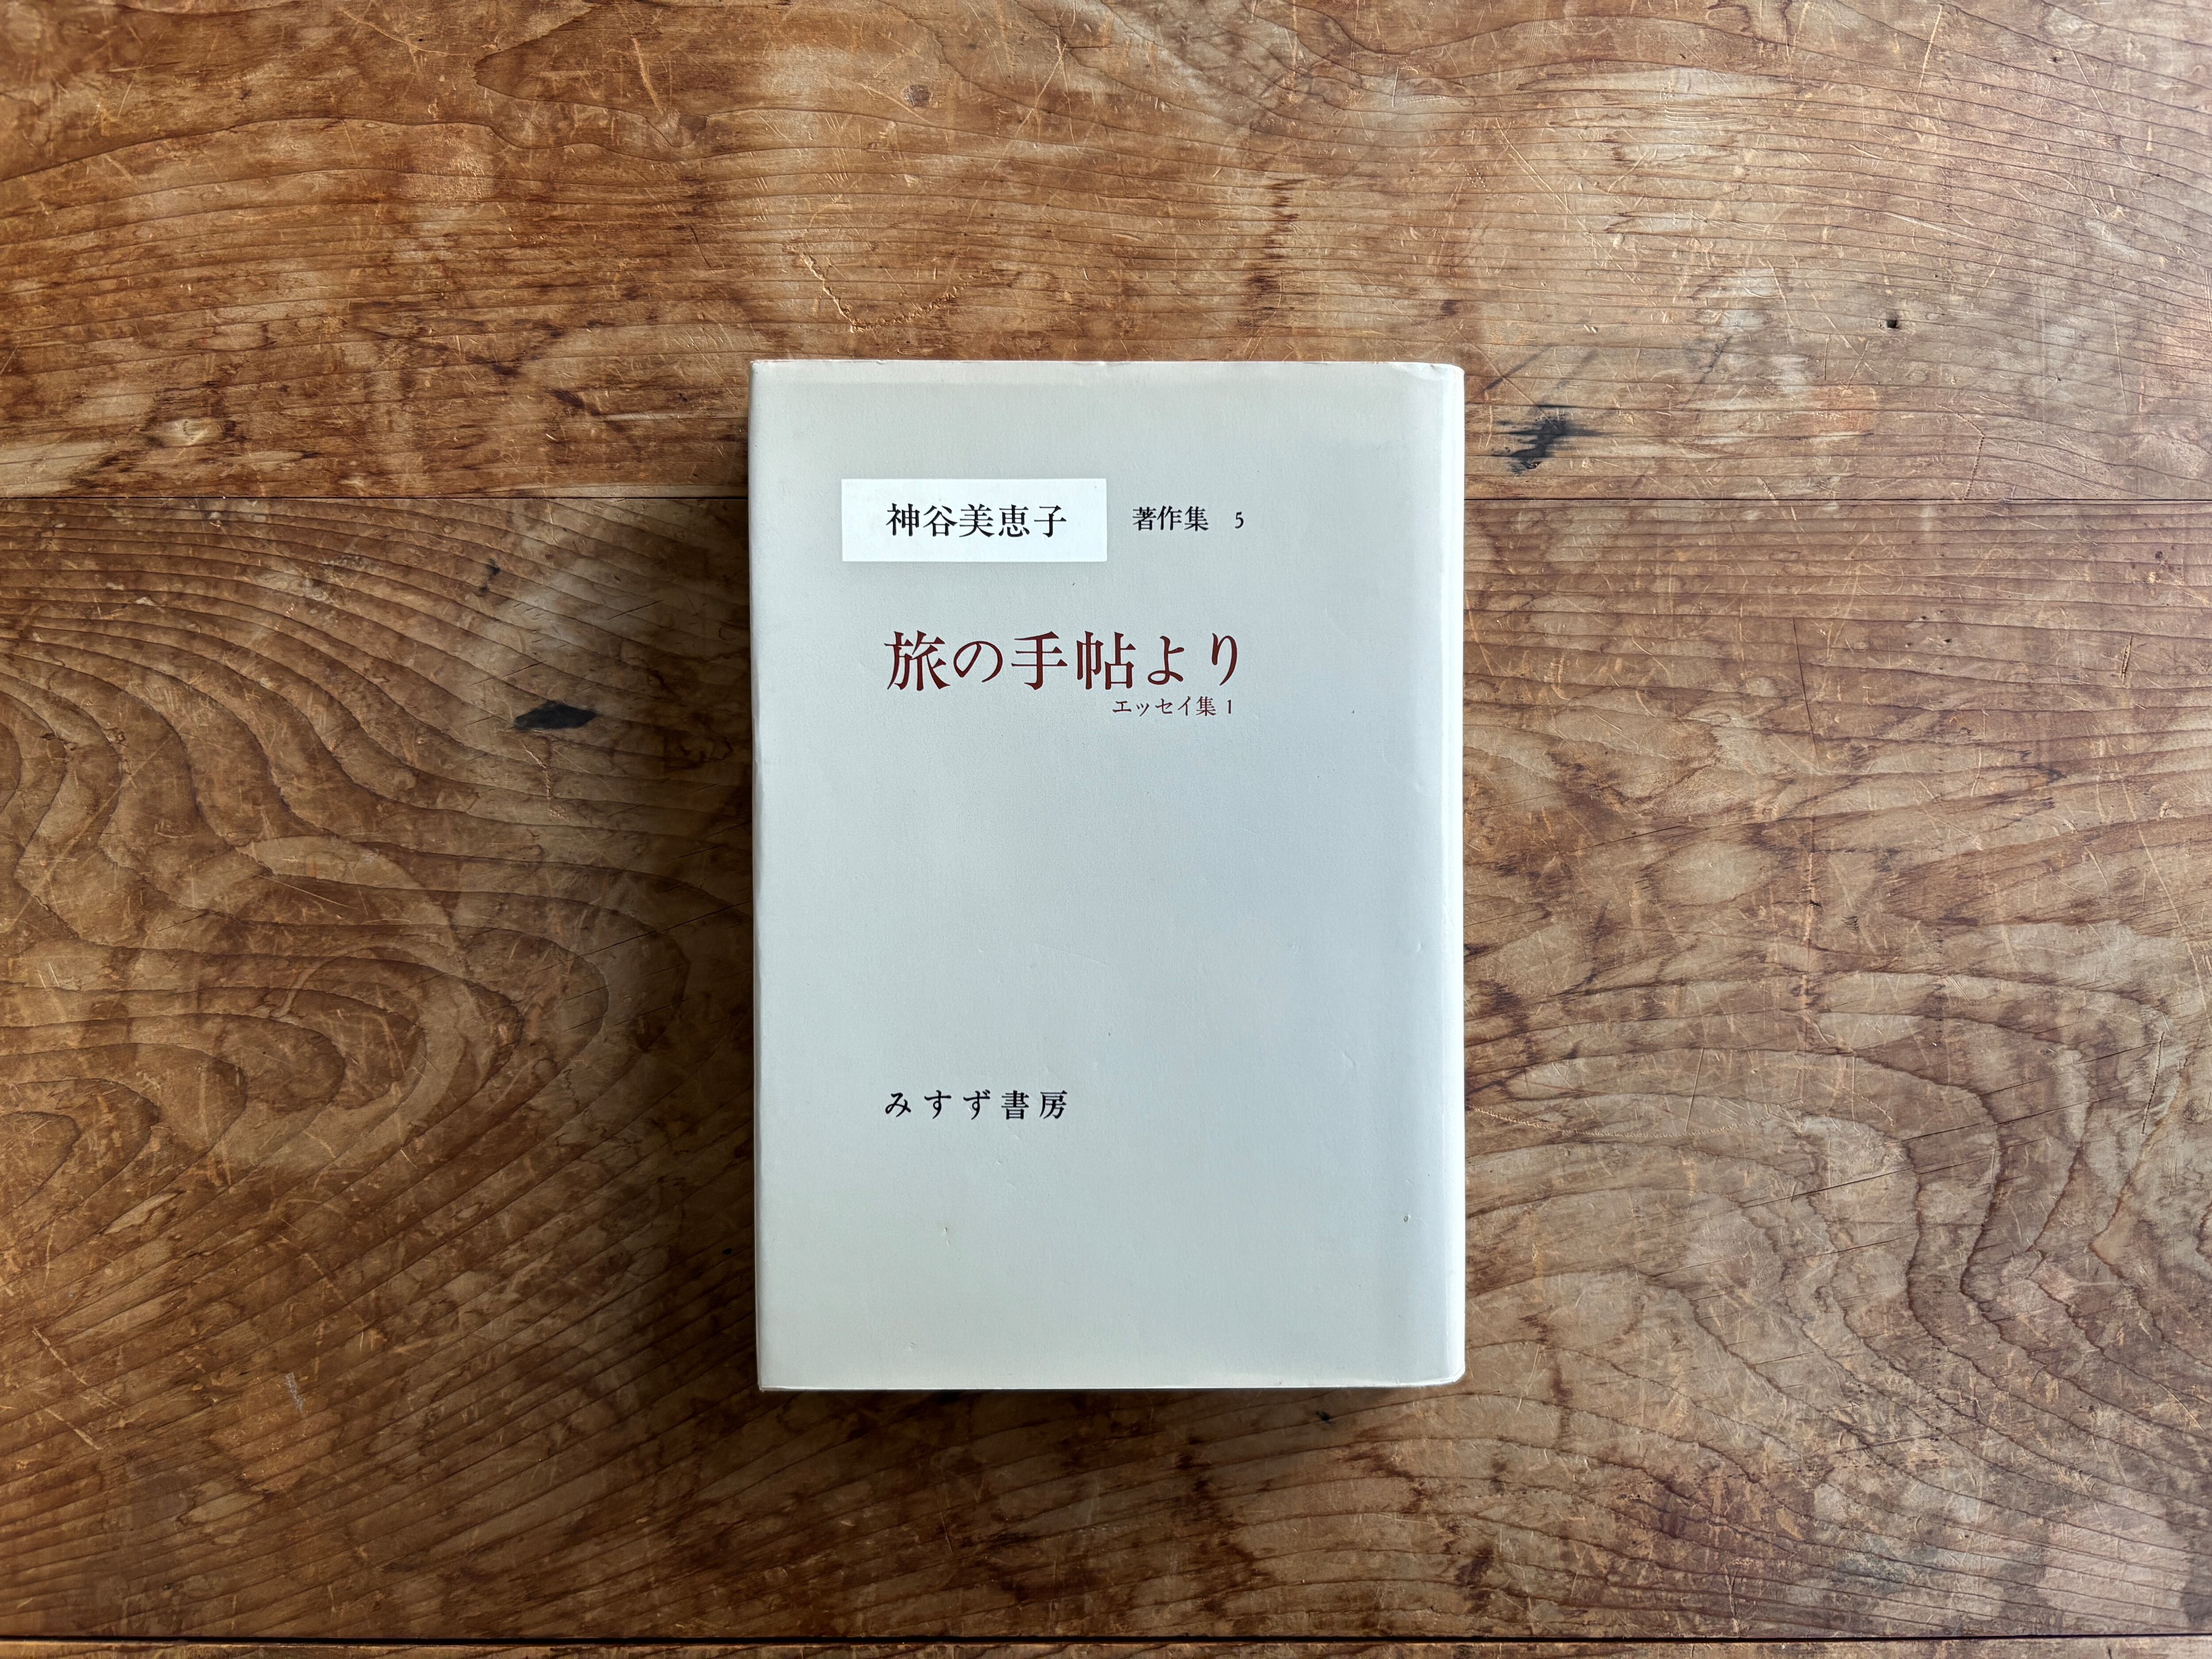 神谷美恵子 著作集 5
旅の手帖より
エッセイ集 1
みすず書房